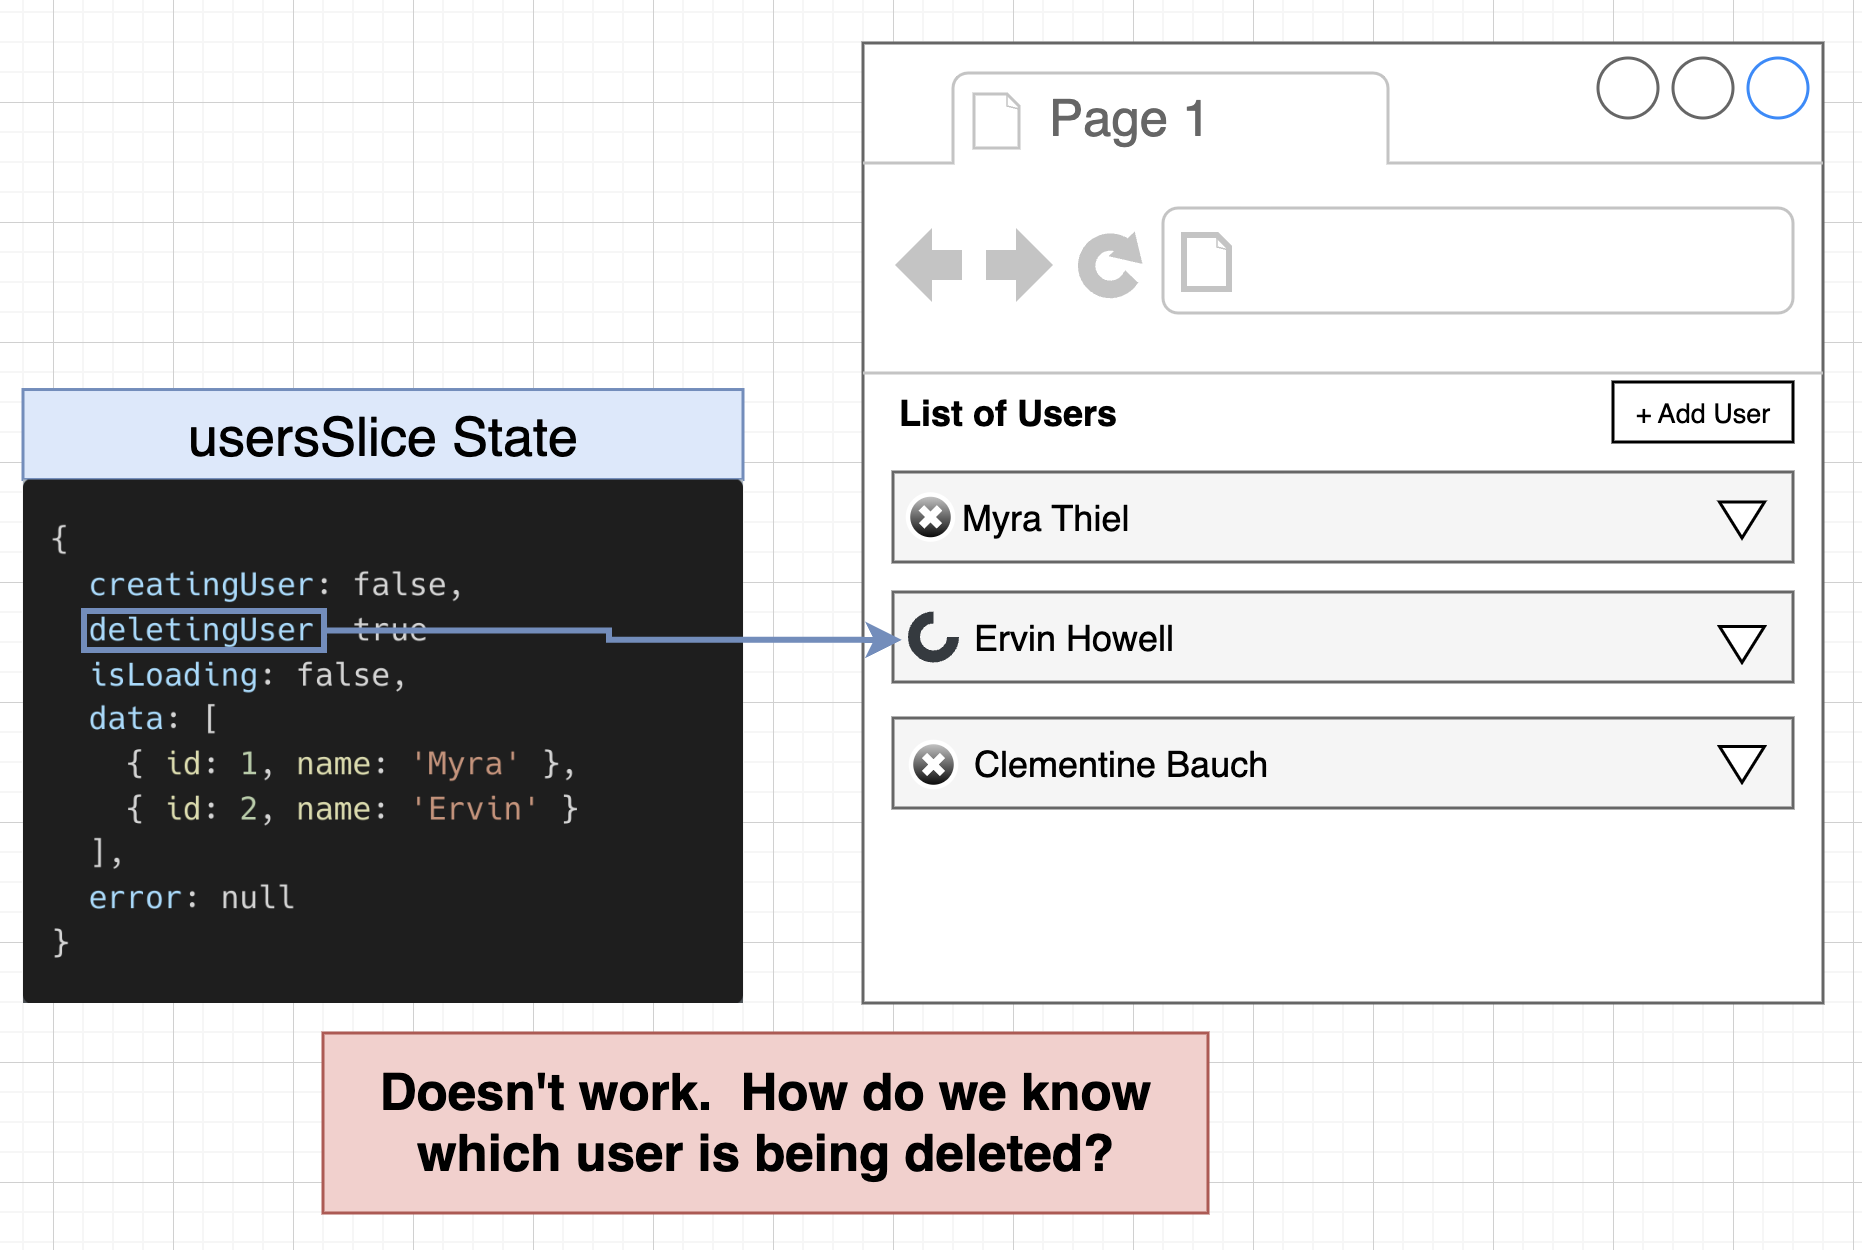 Page 1
usersSlice State
{
creatingUser: false,
deletingUser true
isLoading: false,
data: [
{ id: 1, name: 'Myra' },
{ id: 2, name: 'Ervin' }
],
error: null
}
List of Users
+ Add User
Myra Thiel
Ervin Howell
Clementine Bauch
Doesn't work. How do we know
which user is being deleted?